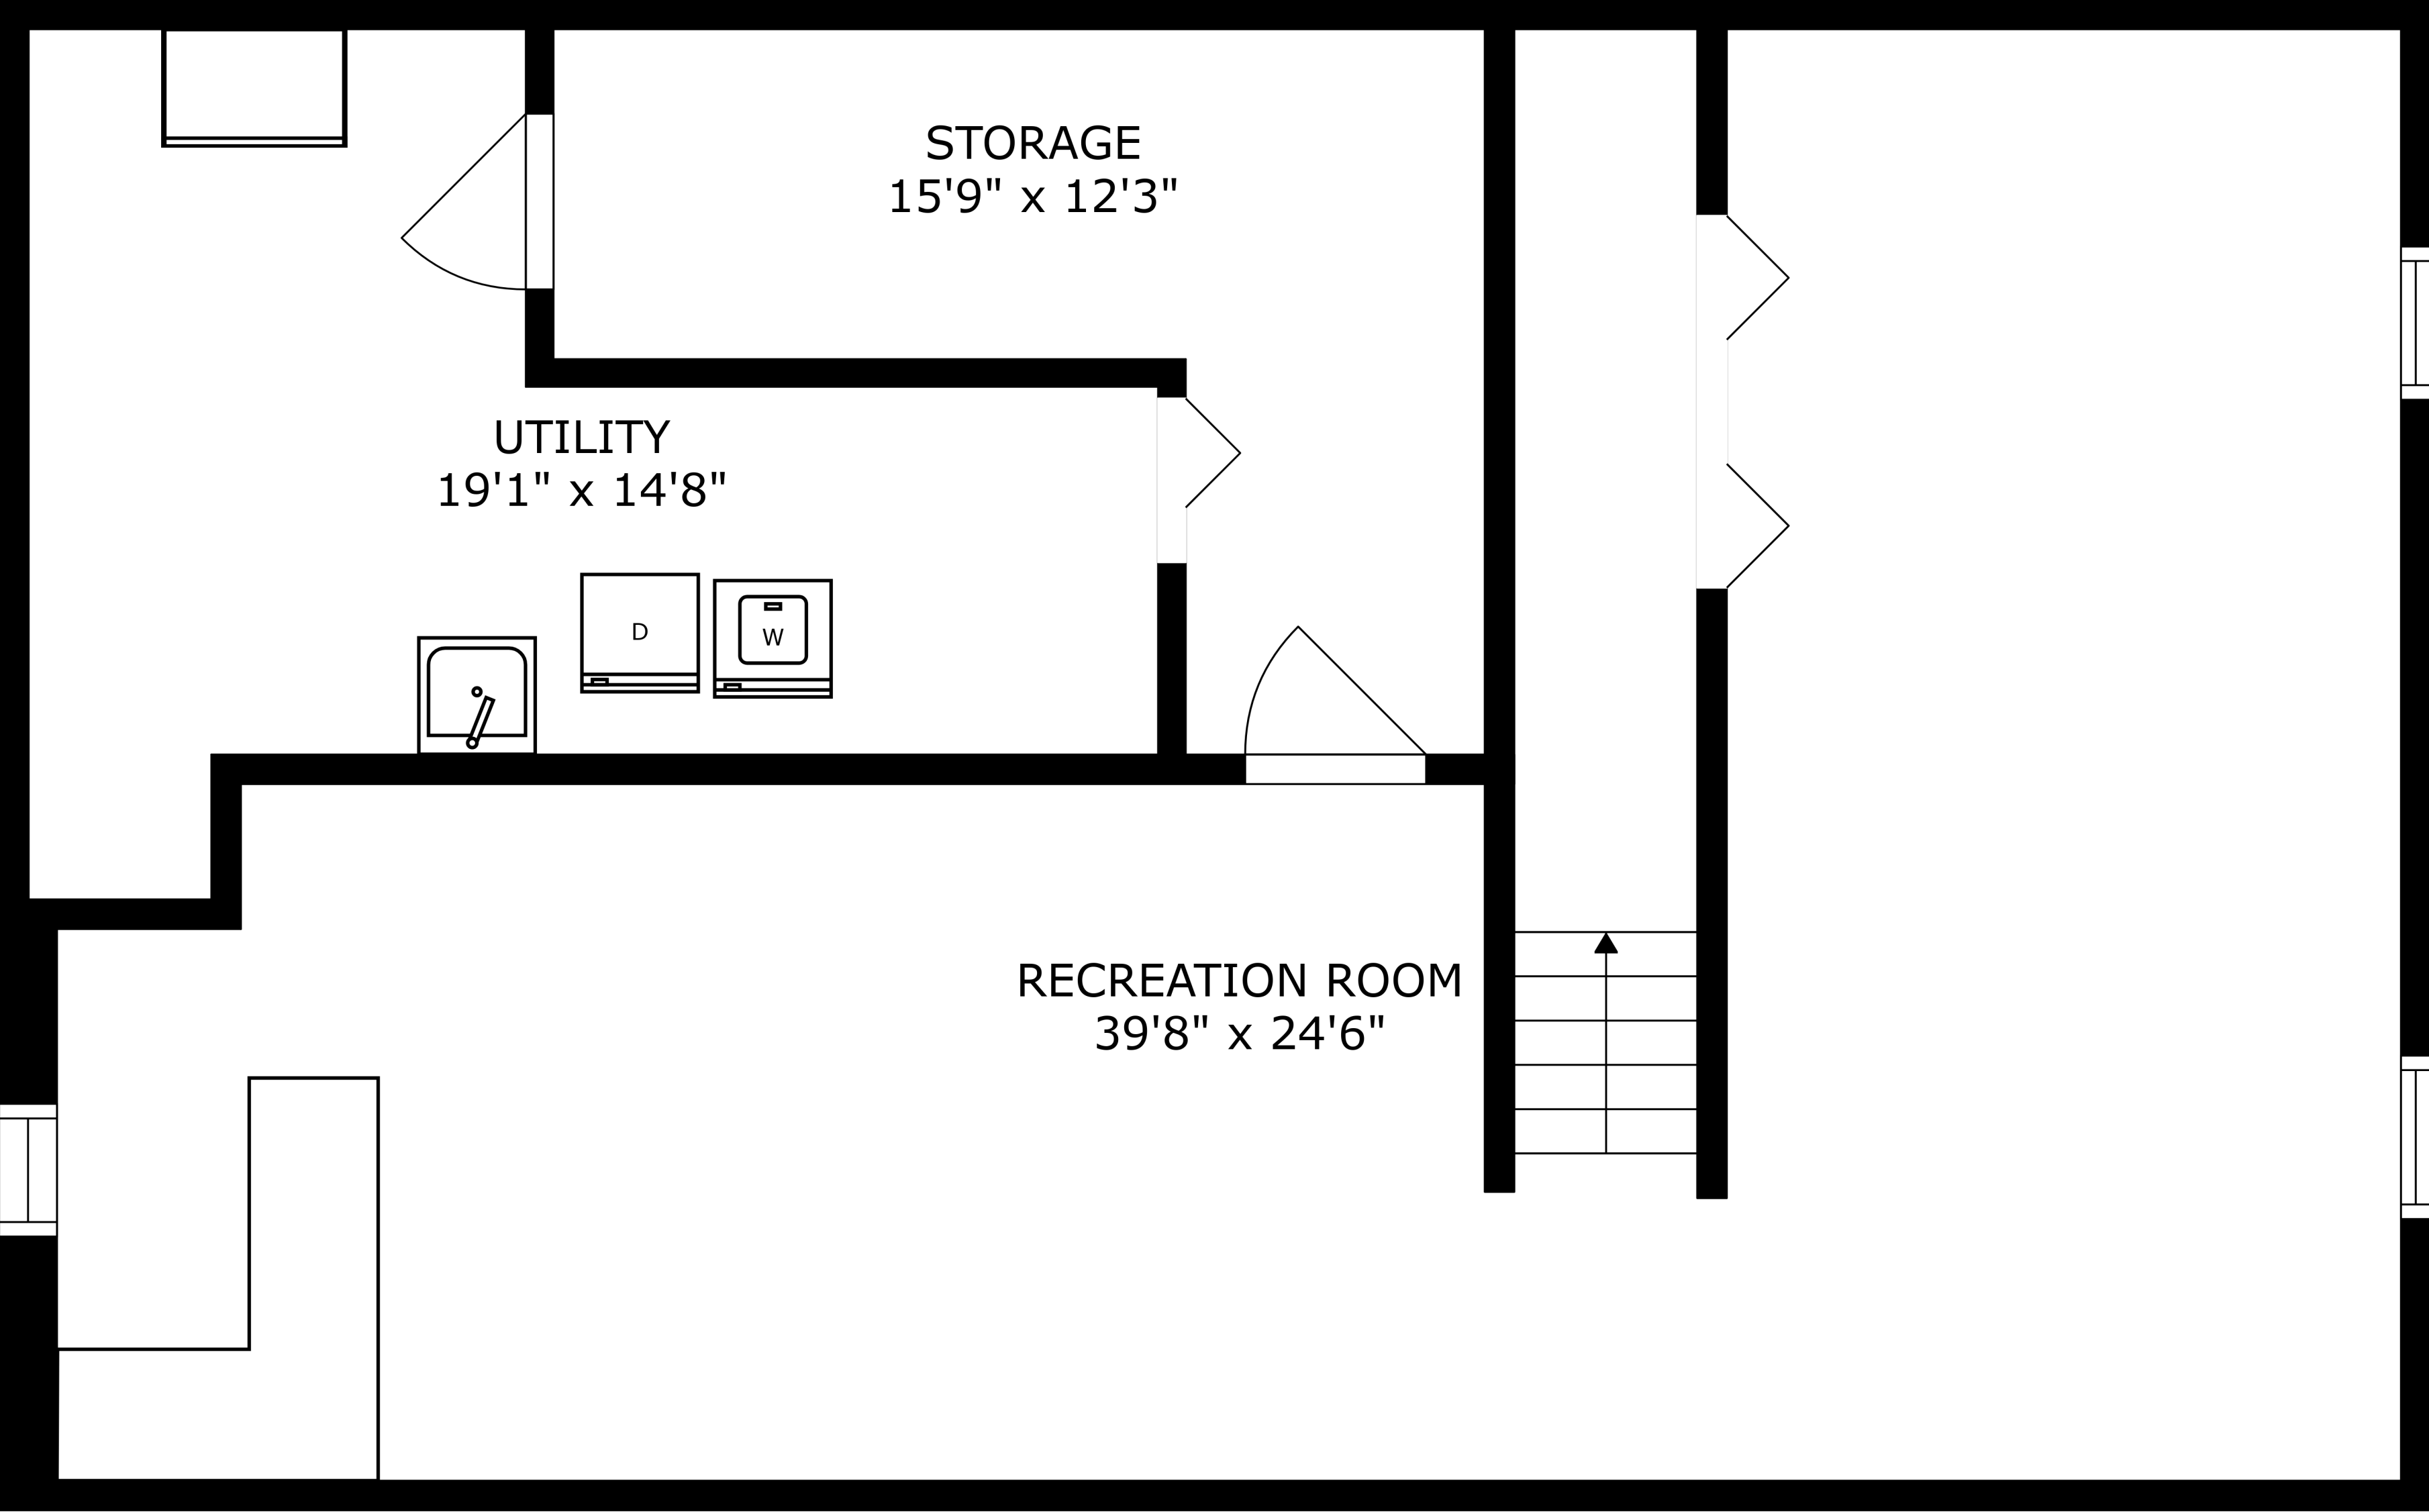 STORAGE
15'9" x 12'3"
UTILITY
19'1" x 14'8"
D
W
RECREATION ROOM
39'8" x 24'6"